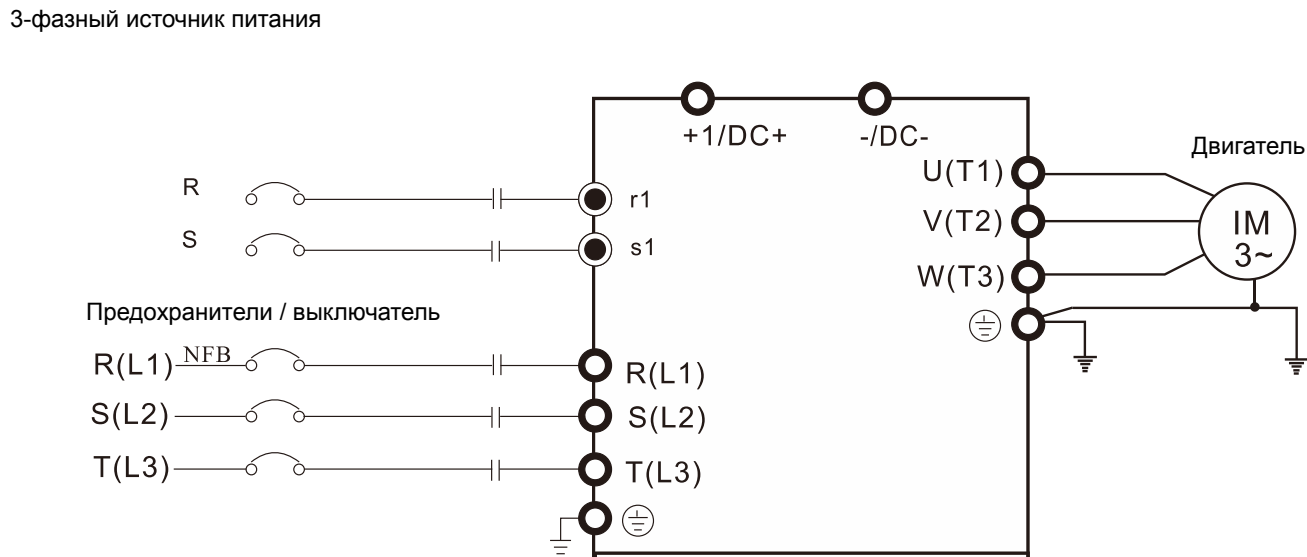 3-фазный источник питания
+1/DC+
-/DC-
Двигатель
U(T1)
R
r1
V(T2)
IM
3~
S
s1
W(T3)
Предохранители / выключатель
R(L1)
NFB
R(L1)
S(L2)
S(L2)
T(L3)
T(L3)